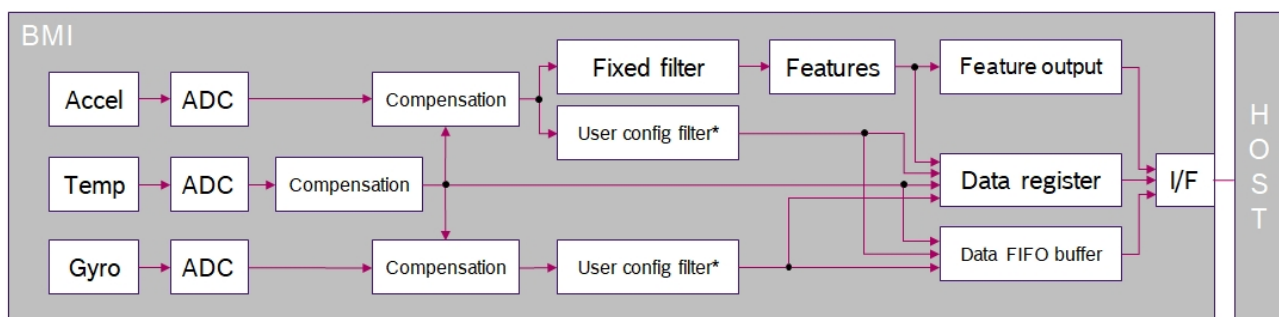 BMI
Fixed filter
Features
Feature output
Accel
ADC
Compensation
User config filter*
Temp
ADC
Compensation
Data register
I/F
HOST
Gyro
ADC
Compensation
User config filter*
Data FIFO buffer